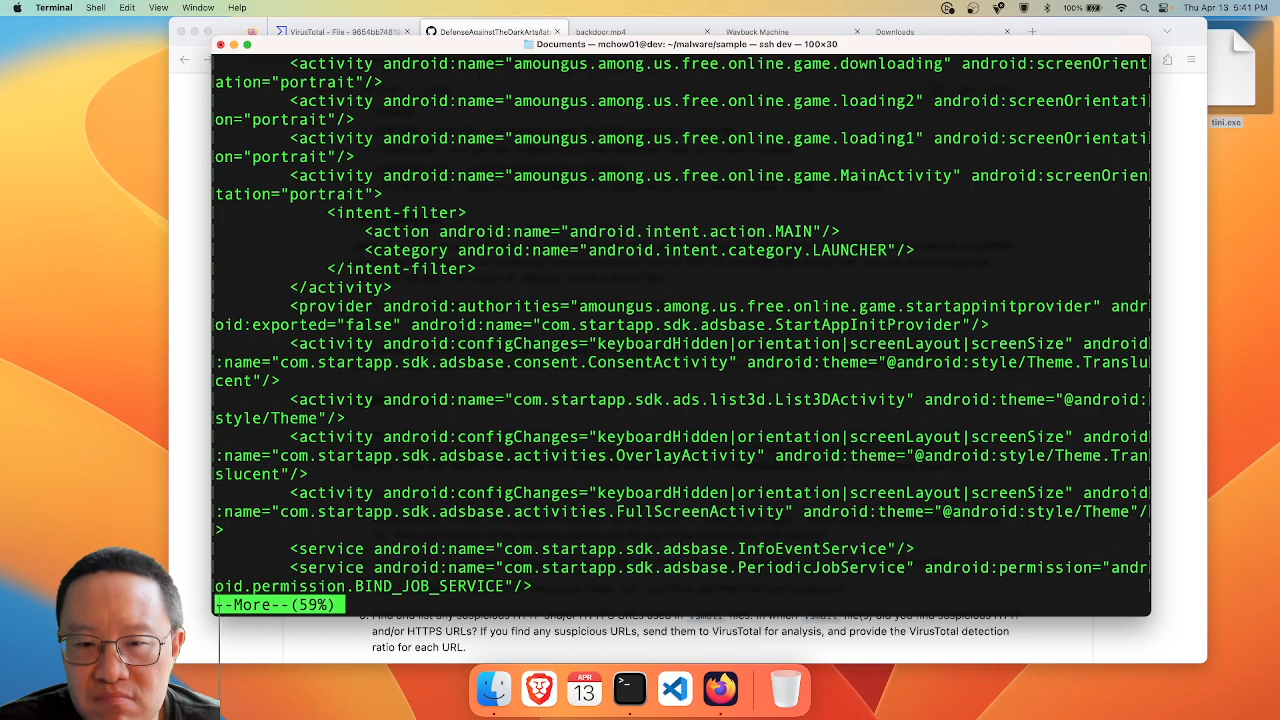 Terminal Shell Edit View Window Help 100% Thu Apr 13 5:41 PM
VirusTotal - File - 9654bb74819 DefenseAgainstTheDarkArts/lab backdoor.mp4 Wayback Machine Downloads
Documents — mchow01@dev: ~/malware/sample — ssh dev — 100×30
<activity android:name="amoungus.among.us.free.online.game.downloading" android:screenOrient
ation="portrait"/>
<activity android:name="amoungus.among.us.free.online.game.loading2" android:screenOrientati
on="portrait"/>
<activity android:name="amoungus.among.us.free.online.game.loading1" android:screenOrientati
on="portrait"/>
<activity android:name="amoungus.among.us.free.online.game.MainActivity" android:screenOrien
tation="portrait">
<intent-filter>
<action android:name="android.intent.action.MAIN"/>
<category android:name="android.intent.category.LAUNCHER"/>
</intent-filter>
</activity>
<provider android:authorities="amoungus.among.us.free.online.game.startappinitprovider" andr
oid:exported="false" android:name="com.startapp.sdk.adsbase.StartAppInitProvider"/>
<activity android:configChanges="keyboardHidden|orientation|screenLayout|screenSize" android
:name="com.startapp.sdk.adsbase.consent.ConsentActivity" android:theme="@android:style/Theme.Translu
cent"/>
<activity android:name="com.startapp.sdk.ads.list3d.List3DActivity" android:theme="@android:
style/Theme"/>
<activity android:configChanges="keyboardHidden|orientation|screenLayout|screenSize" android
:name="com.startapp.sdk.adsbase.activities.OverlayActivity" android:theme="@android:style/Theme.Tran
slucent"/>
<activity android:configChanges="keyboardHidden|orientation|screenLayout|screenSize" android
:name="com.startapp.sdk.adsbase.activities.FullScreenActivity" android:theme="@android:style/Theme"/
>
<service android:name="com.startapp.sdk.adsbase.InfoEventService"/>
<service android:name="com.startapp.sdk.adsbase.PeriodicJobService" android:permission="andr
oid.permission.BIND_JOB_SERVICE"/>
--More--(59%)
and/or HTTPS URLs? If you find any suspicious URLs, send them to VirusTotal for analysis, and provide the VirusTotal detection
ratio for each URL.
tini.exe
APR
13